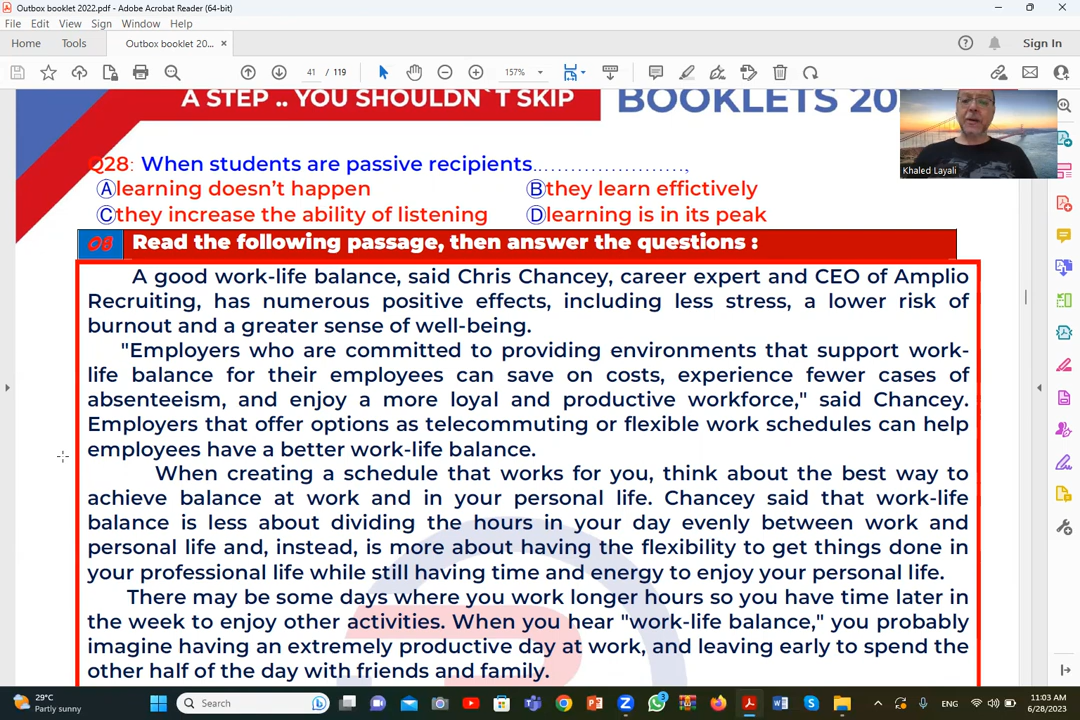 Outbox booklet 2022.pdf - Adobe Acrobat Reader (64-bit)
File Edit View Sign Window Help
Home Tools Outbox booklet 20... × Sign In
41 / 119 157%
A STEP .. YOU SHOULDN`T SKIP BOOKLETS 20
Khaled Layali
Q28: When students are passive recipients......................,
A learning doesn't happen B they learn effictively
C they increase the ability of listening D learning is in its peak
08 Read the following passage, then answer the questions :
A good work-life balance, said Chris Chancey, career expert and CEO of Amplio
Recruiting, has numerous positive effects, including less stress, a lower risk of
burnout and a greater sense of well-being.
"Employers who are committed to providing environments that support work-
life balance for their employees can save on costs, experience fewer cases of
absenteeism, and enjoy a more loyal and productive workforce," said Chancey.
Employers that offer options as telecommuting or flexible work schedules can help
employees have a better work-life balance.
When creating a schedule that works for you, think about the best way to
achieve balance at work and in your personal life. Chancey said that work-life
balance is less about dividing the hours in your day evenly between work and
personal life and, instead, is more about having the flexibility to get things done in
your professional life while still having time and energy to enjoy your personal life.
There may be some days where you work longer hours so you have time later in
the week to enjoy other activities. When you hear "work-life balance," you probably
imagine having an extremely productive day at work, and leaving early to spend the
other half of the day with friends and family.
29°C
Partly sunny
Search
3
ENG
11:03 AM
6/28/2023